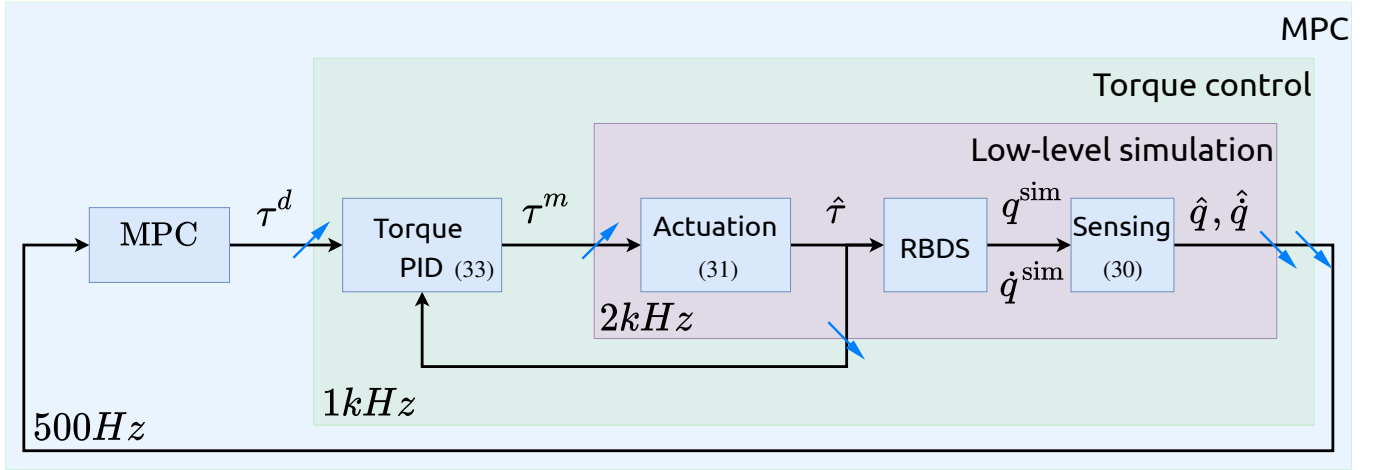 MPC
Torque control
Low-level simulation
MPC
τ^d
Torque
PID (33)
τ^m
Actuation
(31)
τ̂
RBDS
q^sim
q̇^sim
Sensing
(30)
q̂, q̇̂
2kHz
1kHz
500Hz